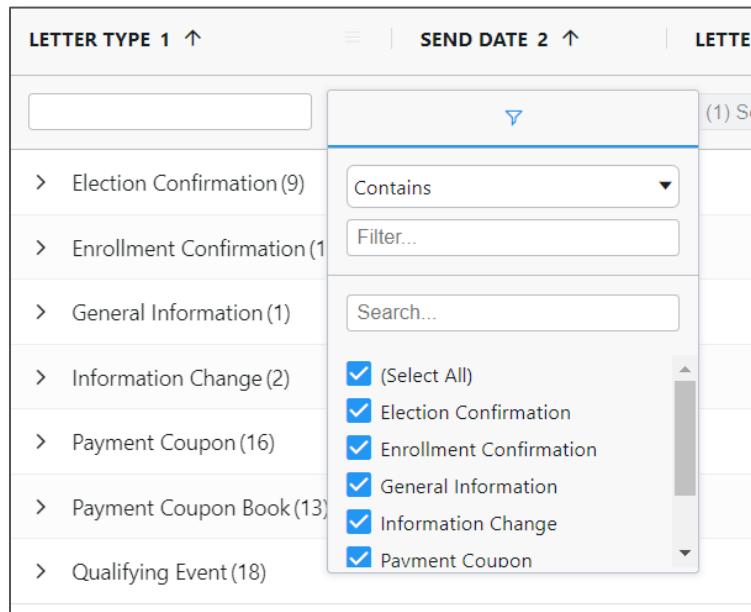 LETTER TYPE 1 ↑ SEND DATE 2 ↑ LETTE
(1) S
Contains
Election Confirmation (9)
Filter...
Enrollment Confirmation (1
General Information (1)
Search...
Information Change (2)
(Select All)
Election Confirmation
Payment Coupon (16)
Enrollment Confirmation
General Information
Payment Coupon Book (13)
Information Change
Payment Coupon
Qualifying Event (18)